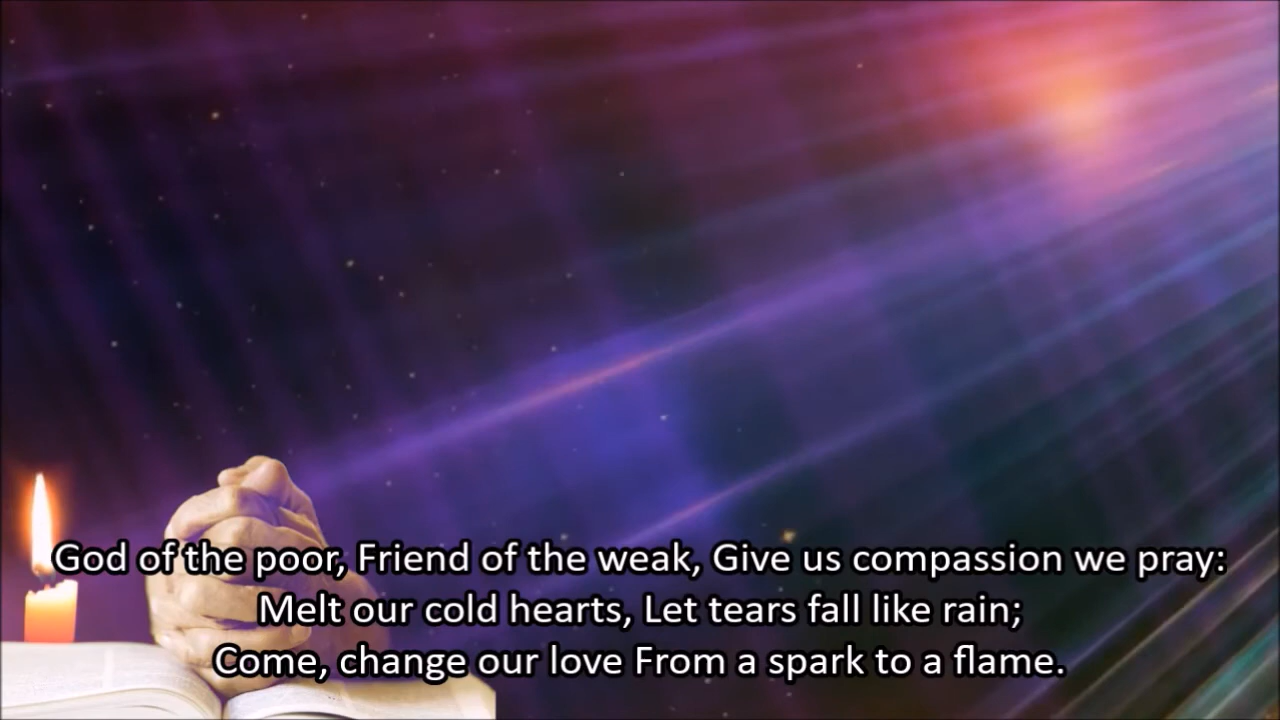 God of the poor, Friend of the weak, Give us compassion we pray:
Melt our cold hearts, Let tears fall like rain;
Come, change our love From a spark to a flame.